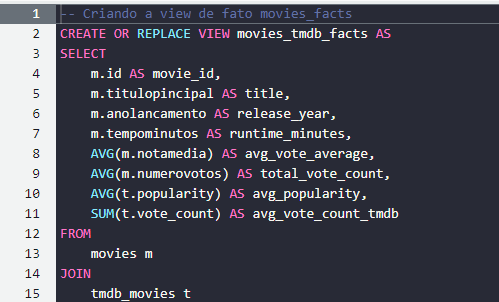 1 -- Criando a view de fato movies_facts
2 CREATE OR REPLACE VIEW movies_tmdb_facts AS
3 SELECT
4 m.id AS movie_id,
5 m.titulopincipal AS title,
6 m.anolancamento AS release_year,
7 m.tempominutos AS runtime_minutes,
8 AVG(m.notamedia) AS avg_vote_average,
9 AVG(m.numerovotos) AS total_vote_count,
10 AVG(t.popularity) AS avg_popularity,
11 SUM(t.vote_count) AS avg_vote_count_tmdb
12 FROM
13 movies m
14 JOIN
15 tmdb_movies t